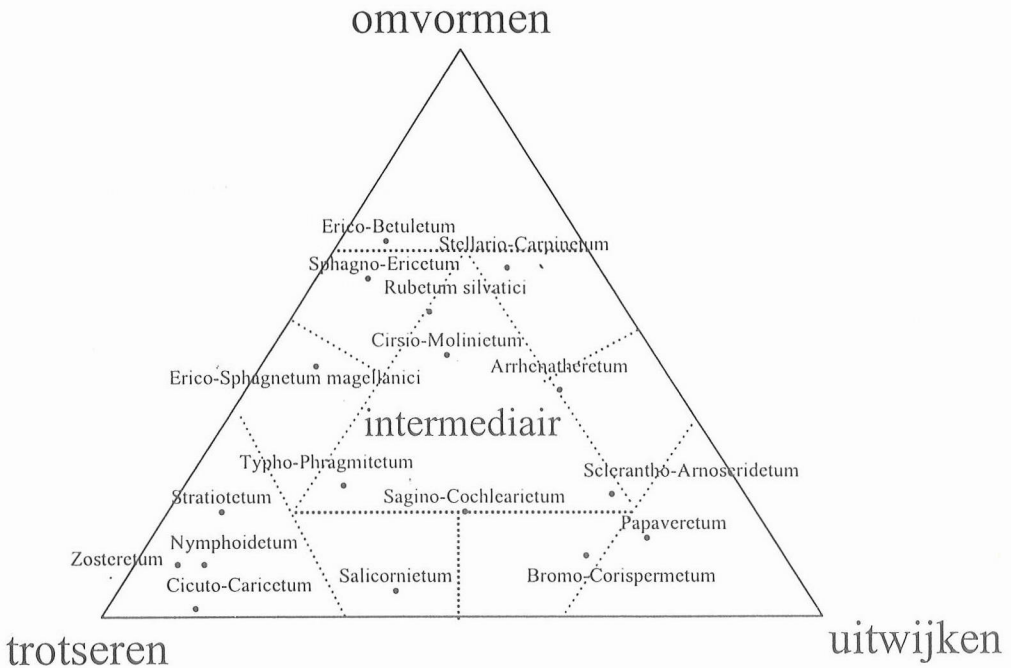 omvormen
Erico-Betuletum
Stellario-Carpinetum
Sphagno-Ericetum
Rubetum silvatici
Cirsio-Molinietum
Arrhenatheretum
Erico-Sphagnetum magellanici
intermediair
Typho-Phragmitetum
Sclerantho-Arnoseridetum
Stratiotetum
Sagino-Cochlearietum
Papaveretum
Nymphoidetum
Zosteretum
Salicornietum
Bromo-Corispermetum
Cicuto-Caricetum
trotseren
uitwijken